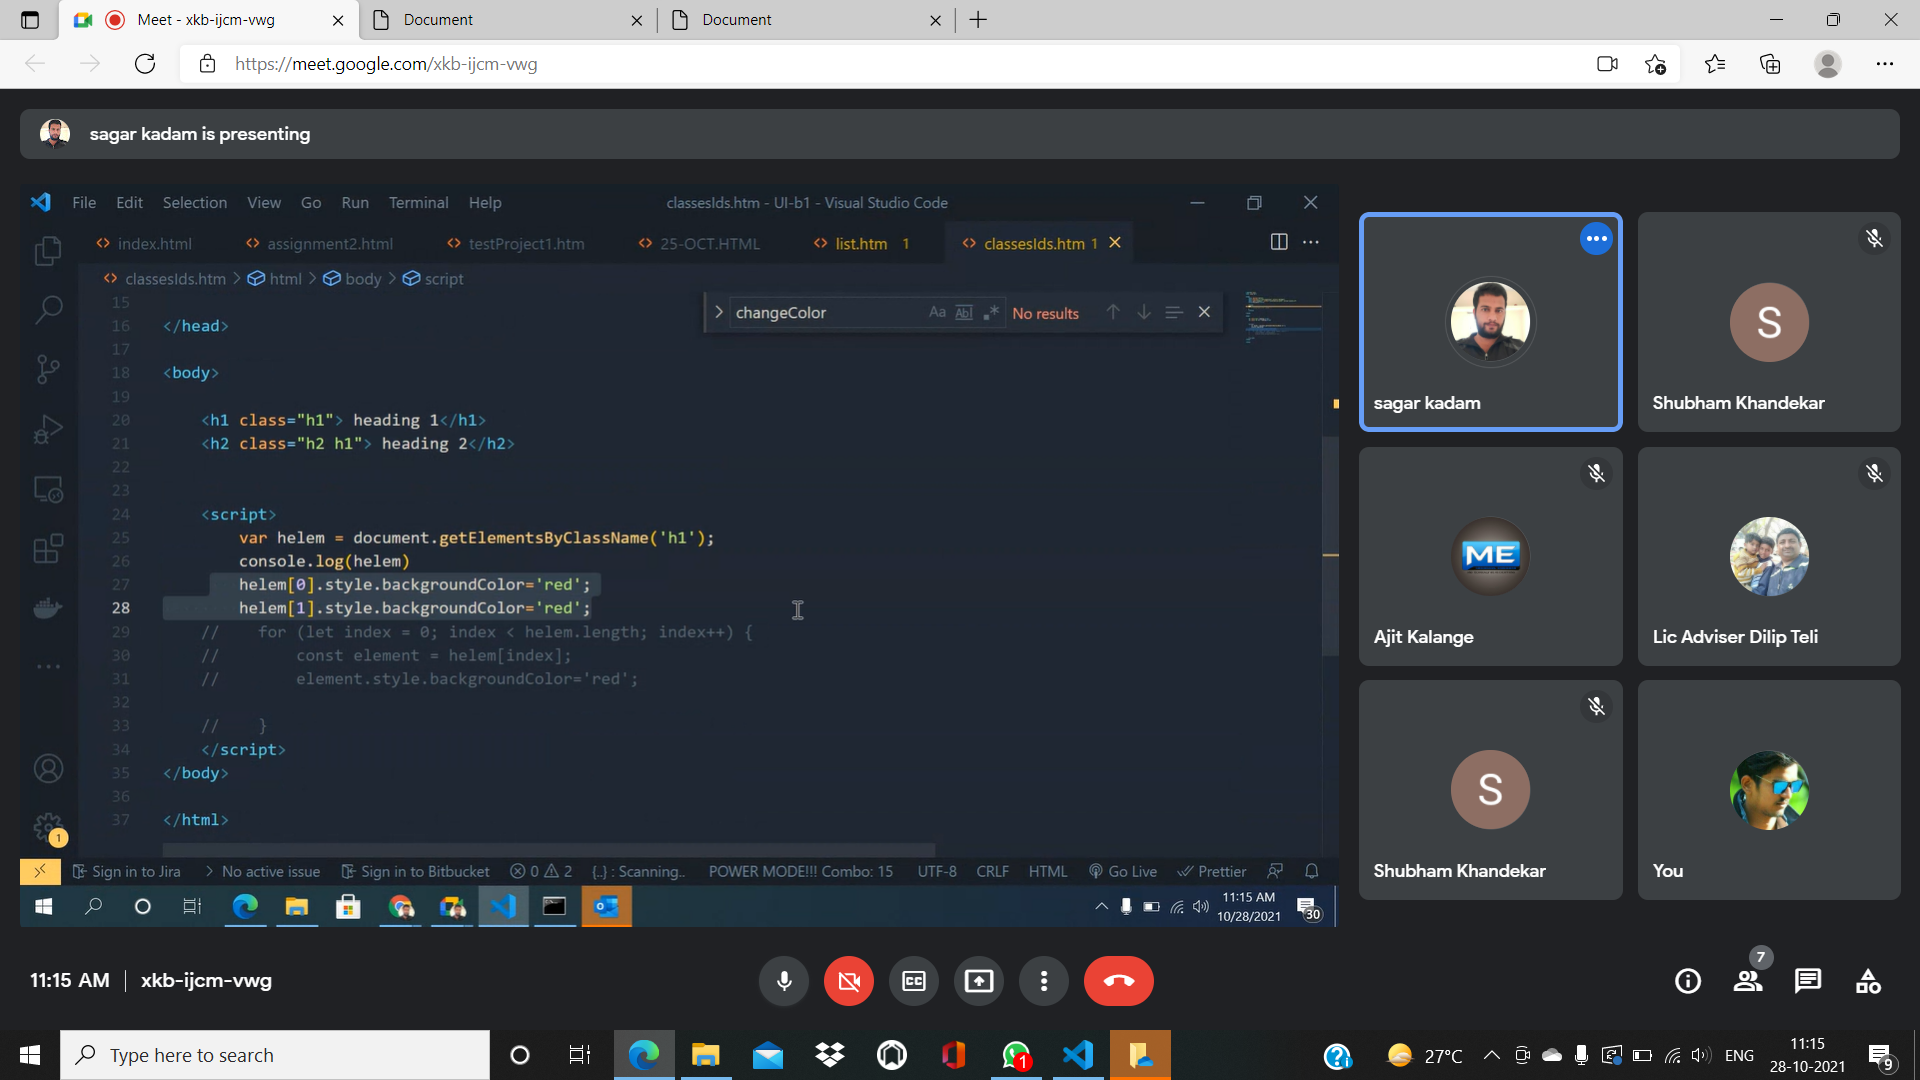 Meet - xkb-ijcm-vwg
Document
Document
https://meet.google.com/xkb-ijcm-vwg
sagar kadam is presenting
File Edit Selection View Go Run Terminal Help
classesIds.htm - UI-b1 - Visual Studio Code
index.html
assignment2.html
testProject1.htm
25-OCT.HTML
list.htm 1
classesIds.htm 1
classesIds.htm > html > body > script
changeColor
Aa
Ab
No results
15
16 </head>
17
18 <body>
19
20 <h1 class="h1"> heading 1</h1>
21 <h2 class="h2 h1"> heading 2</h2>
22
23
24 <script>
25 var helem = document.getElementsByClassName('h1');
26 console.log(helem)
27 helem[0].style.backgroundColor='red';
28 helem[1].style.backgroundColor='red';
29 // for (let index = 0; index < helem.length; index++) {
30 // const element = helem[index];
31 // element.style.backgroundColor='red';
32
33 // }
34 </script>
35 </body>
36
37 </html>
1
Sign in to Jira
No active issue
Sign in to Bitbucket
0
2
{..} : Scanning..
POWER MODE!!! Combo: 15
UTF-8
CRLF
HTML
Go Live
Prettier
11:15 AM
10/28/2021
30
sagar kadam
S
Shubham Khandekar
ME
Ajit Kalange
Lic Adviser Dilip Teli
S
Shubham Khandekar
You
11:15 AM | xkb-ijcm-vwg
CC
7
Type here to search
1
27°C
ENG
11:15
28-10-2021
9